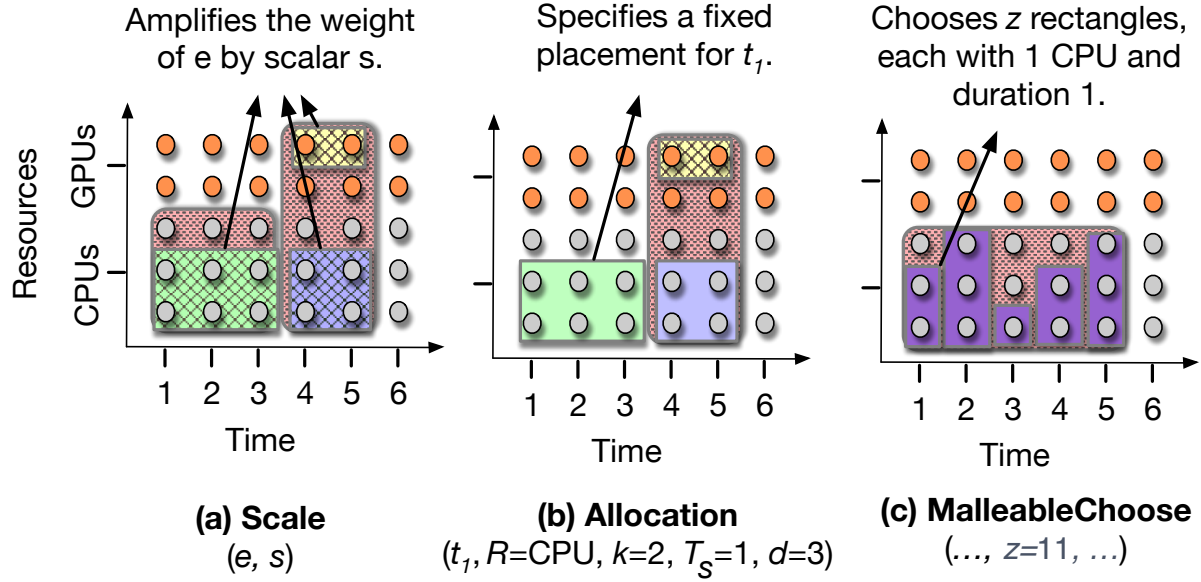 Amplifies the weight
of e by scalar s.
Specifies a fixed
placement for t1.
Chooses z rectangles,
each with 1 CPU and
duration 1.
Resources
GPUs
CPUs
1 2 3 4 5 6
Time
1 2 3 4 5 6
Time
1 2 3 4 5 6
Time
(a) Scale
(e, s)
(b) Allocation
(t1, R=CPU, k=2, Ts=1, d=3)
(c) MalleableChoose
(..., z=11, ...)